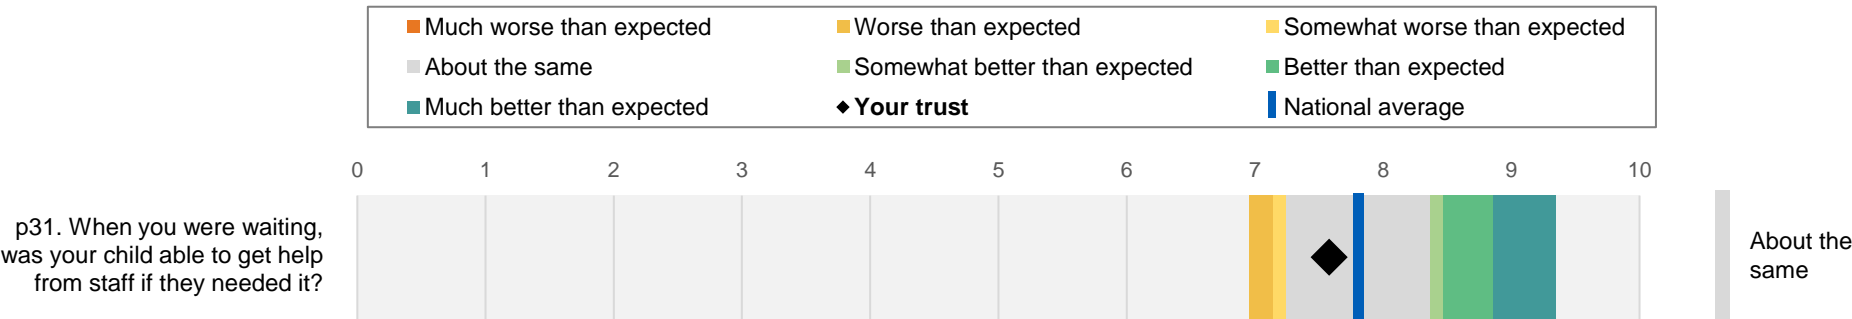 Much worse than expected
Worse than expected
Somewhat worse than expected
About the same
Somewhat better than expected
Better than expected
Much better than expected
Your trust
National average
0 1 2 3 4 5 6 7 8 9 10
p31. When you were waiting,
was your child able to get help
from staff if they needed it?
About the
same